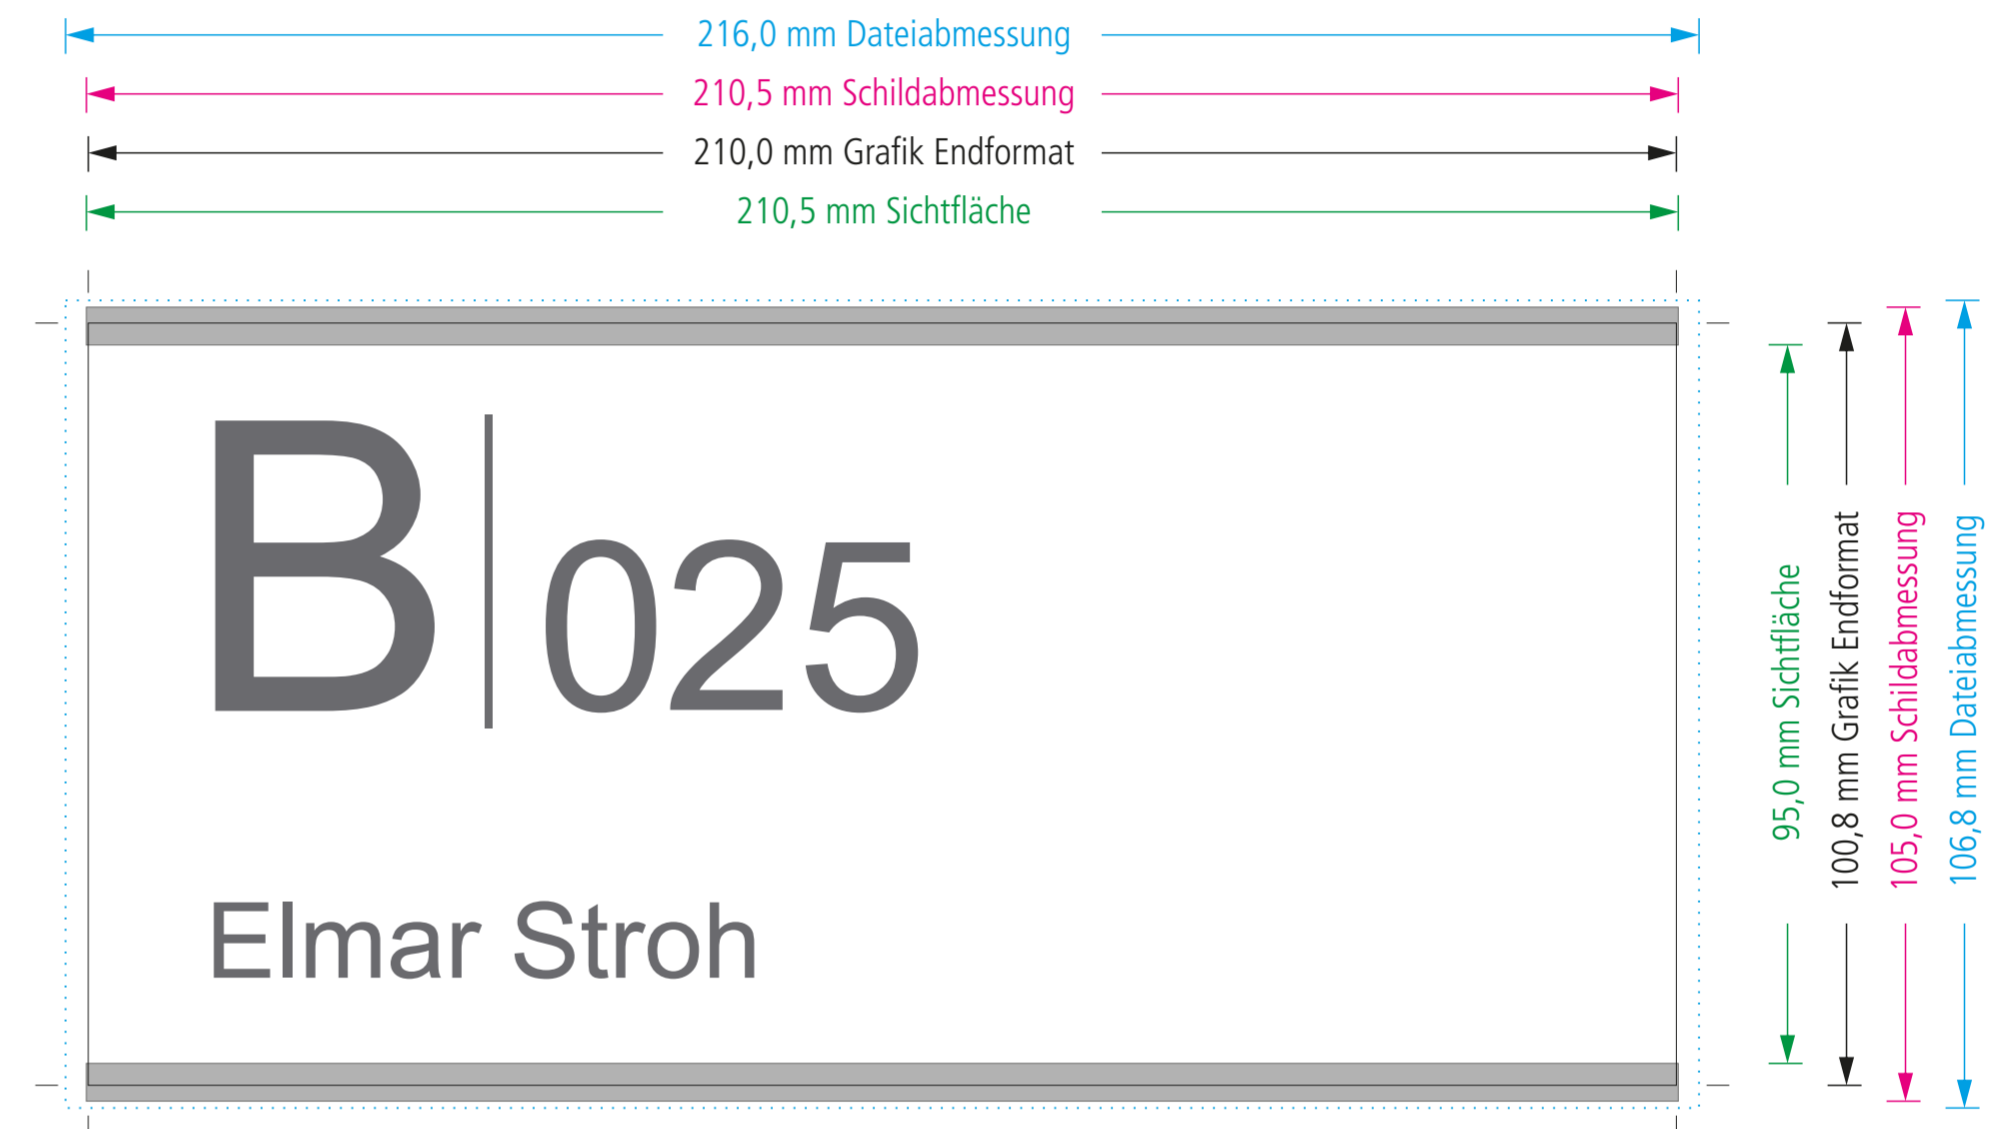 216,0 mm Dateiabmessung
210,5 mm Schildabmessung
210,0 mm Grafik Endformat
210,5 mm Sichtfläche
B|025
Elmar Stroh
95,0 mm Sichtfläche
100,8 mm Grafik Endformat
105,0 mm Schildabmessung
106,8 mm Dateiabmessung